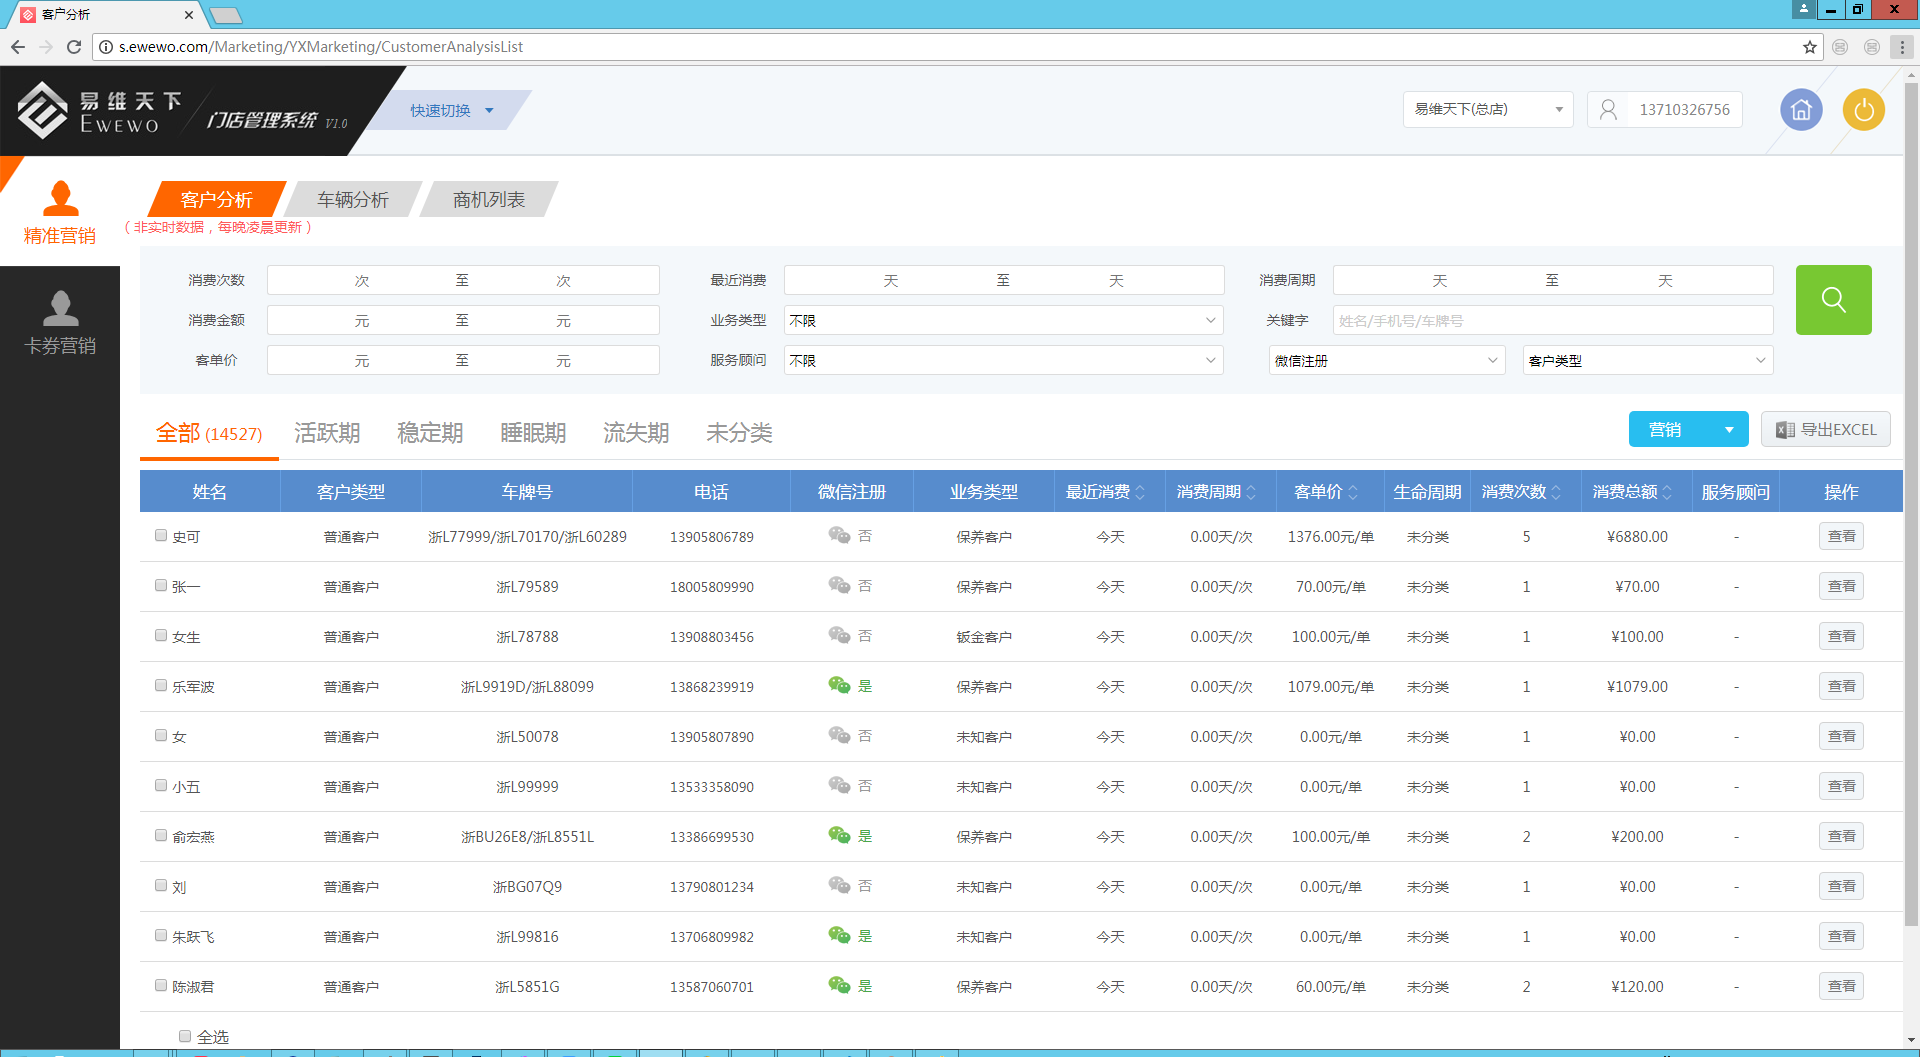 客户分析
s.ewewo.com/Marketing/YXMarketing/CustomerAnalysisList
易维天下
EWEWO
门店管理系统 V1.0
快速切换
易维天下(总店)
13710326756
精准营销
卡券营销
客户分析 车辆分析 商机列表
(非实时数据，每晚凌晨更新)
消费次数 次 至 次 最近消费 天 至 天 消费周期 天 至 天
消费金额 元 至 元 业务类型 不限 关键字 姓名/手机号/车牌号
客单价 元 至 元 服务顾问 不限 微信注册 客户类型
全部 (14527) 活跃期 稳定期 睡眠期 流失期 未分类 营销 导出EXCEL
姓名 客户类型 车牌号 电话 微信注册 业务类型 最近消费 消费周期 客单价 生命周期 消费次数 消费总额 服务顾问 操作
史可 普通客户 浙L77999/浙L70170/浙L60289 13905806789 否 保养客户 今天 0.00天/次 1376.00元/单 未分类 5 ¥6880.00 - 查看
张一 普通客户 浙L79589 18005809990 否 保养客户 今天 0.00天/次 70.00元/单 未分类 1 ¥70.00 - 查看
女生 普通客户 浙L78788 13908803456 否 钣金客户 今天 0.00天/次 100.00元/单 未分类 1 ¥100.00 - 查看
乐军波 普通客户 浙L9919D/浙L88099 13868239919 是 保养客户 今天 0.00天/次 1079.00元/单 未分类 1 ¥1079.00 - 查看
女 普通客户 浙L50078 13905807890 否 未知客户 今天 0.00天/次 0.00元/单 未分类 1 ¥0.00 - 查看
小五 普通客户 浙L99999 13533358090 否 未知客户 今天 0.00天/次 0.00元/单 未分类 1 ¥0.00 - 查看
俞宏燕 普通客户 浙BU26E8/浙L8551L 13386699530 是 保养客户 今天 0.00天/次 100.00元/单 未分类 2 ¥200.00 - 查看
刘 普通客户 浙BG07Q9 13790801234 否 未知客户 今天 0.00天/次 0.00元/单 未分类 1 ¥0.00 - 查看
朱跃飞 普通客户 浙L99816 13706809982 是 未知客户 今天 0.00天/次 0.00元/单 未分类 1 ¥0.00 - 查看
陈淑君 普通客户 浙L5851G 13587060701 是 保养客户 今天 0.00天/次 60.00元/单 未分类 2 ¥120.00 - 查看
全选